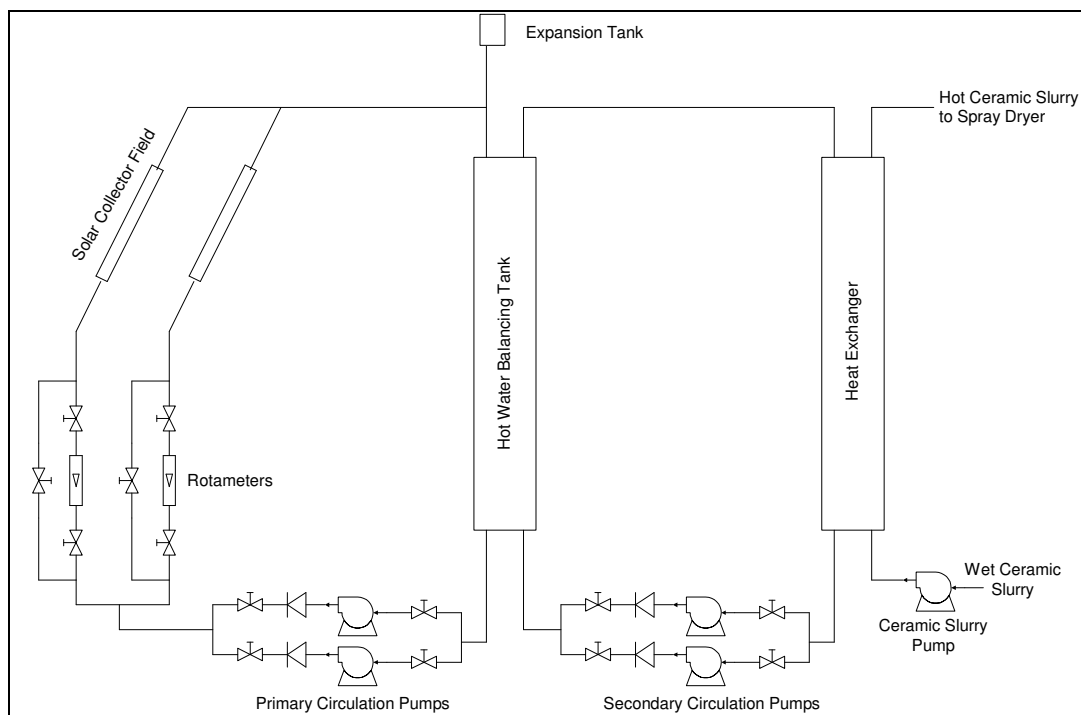 Expansion Tank
Hot Ceramic Slurry
to Spray Dryer
Solar Collector Field
Hot Water Balancing Tank
Heat Exchanger
Rotameters
Wet Ceramic
Slurry
Ceramic Slurry
Pump
Primary Circulation Pumps
Secondary Circulation Pumps